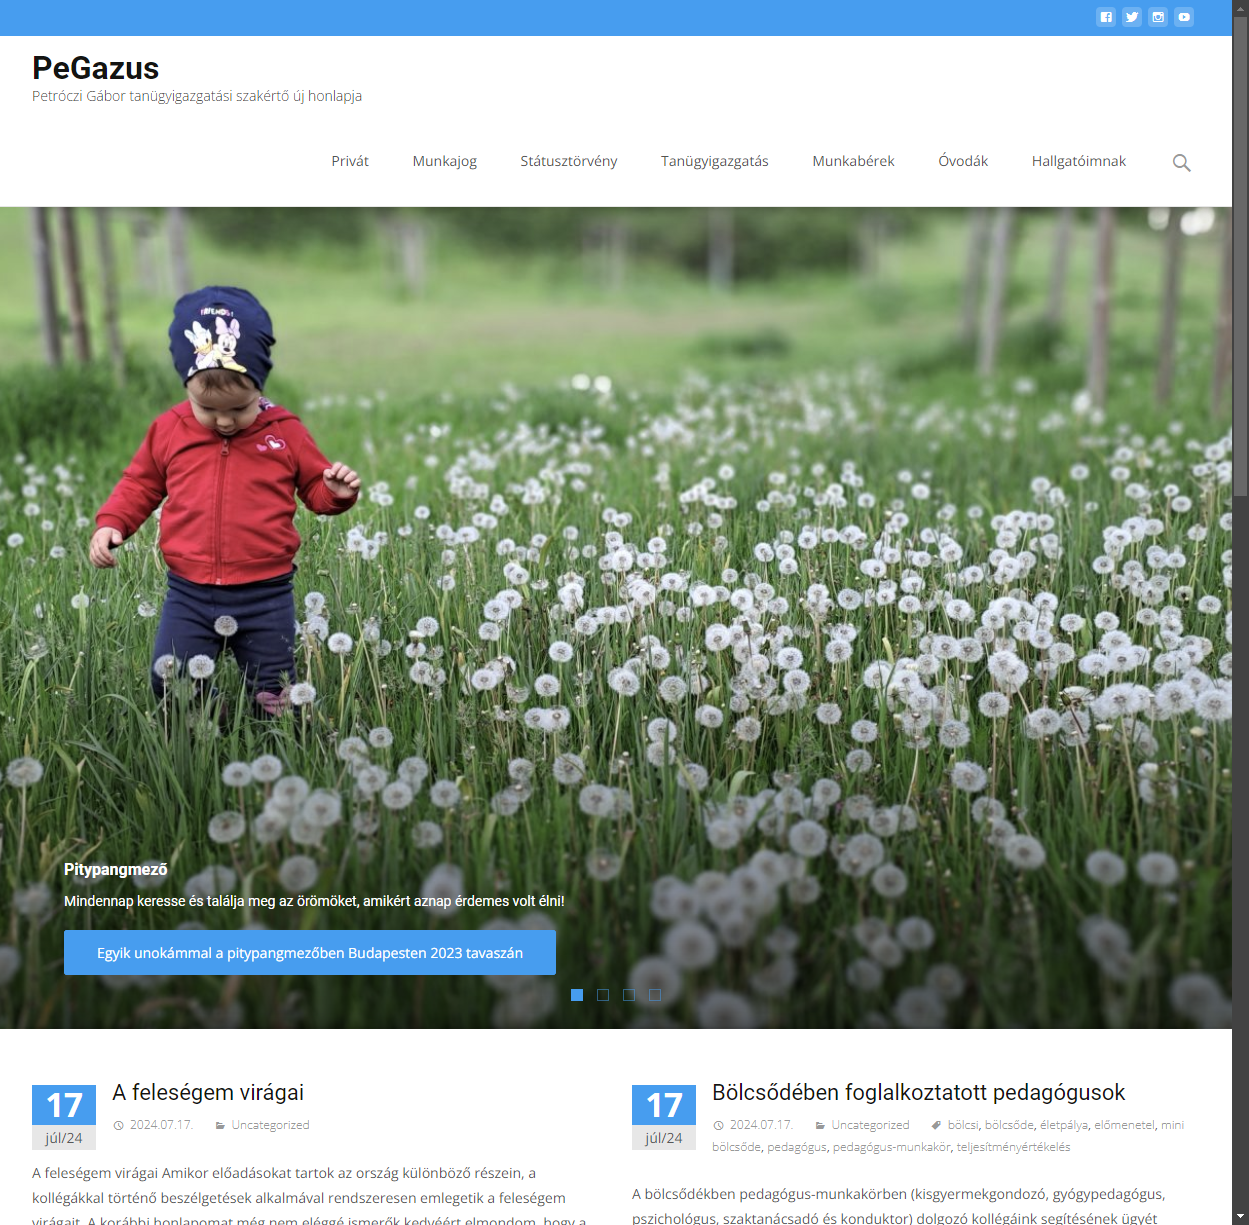 PeGazus
Petróczi Gábor tanügyigazgatási szakértő új honlapja
Privát Munkajog Státusztörvény Tanügyigazgatás Munkabérek Óvodák Hallgatóimnak
Pitypangmező
Mindennap keresse és találja meg az örömöket, amikért aznap érdemes volt élni!
Egyik unokámmal a pitypangmezőben Budapesten 2023 tavaszán
17
júl/24
A feleségem virágai
2024.07.17. Uncategorized
A feleségem virágai Amikor előadásokat tartok az ország különböző részein, a
kollégákkal történő beszélgetések alkalmával rendszeresen emlegetik a feleségem
virágait. A korábbi honlapomat még nem eléggé ismerők kedvéért elmondom, hogy a
17
júl/24
Bölcsődében foglalkoztatott pedagógusok
2024.07.17. Uncategorized bölcsi, bölcsőde, életpálya, előmenetel, mini
bölcsőde, pedagógus, pedagógus-munkakör, teljesítményértékelés
A bölcsődékben pedagógus-munkakörben (kisgyermekgondozó, gyógypedagógus,
pszichológus, szaktanácsadó és konduktor) dolgozó kollégáink segítésének ügyét